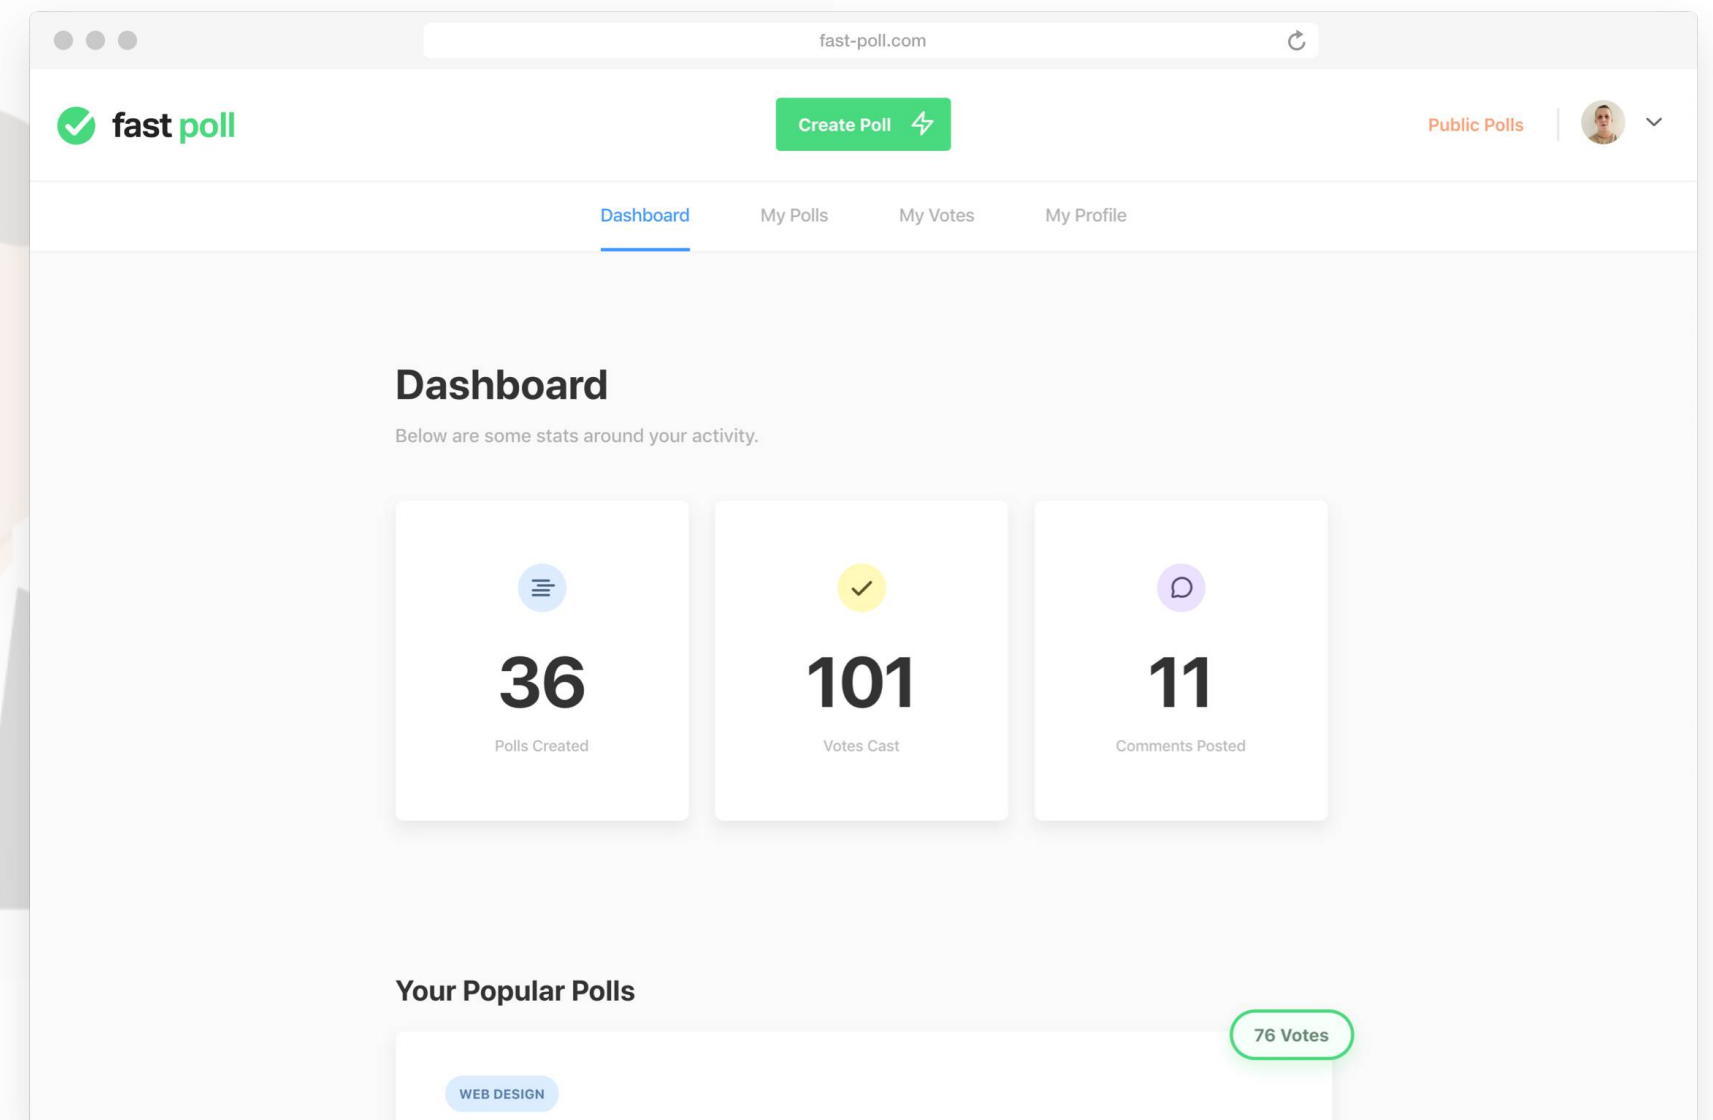 fast-poll.com
fast poll
Create Poll
Public Polls
Dashboard
My Polls
My Votes
My Profile
Dashboard
Below are some stats around your activity.
36
Polls Created
101
Votes Cast
11
Comments Posted
Your Popular Polls
76 Votes
WEB DESIGN